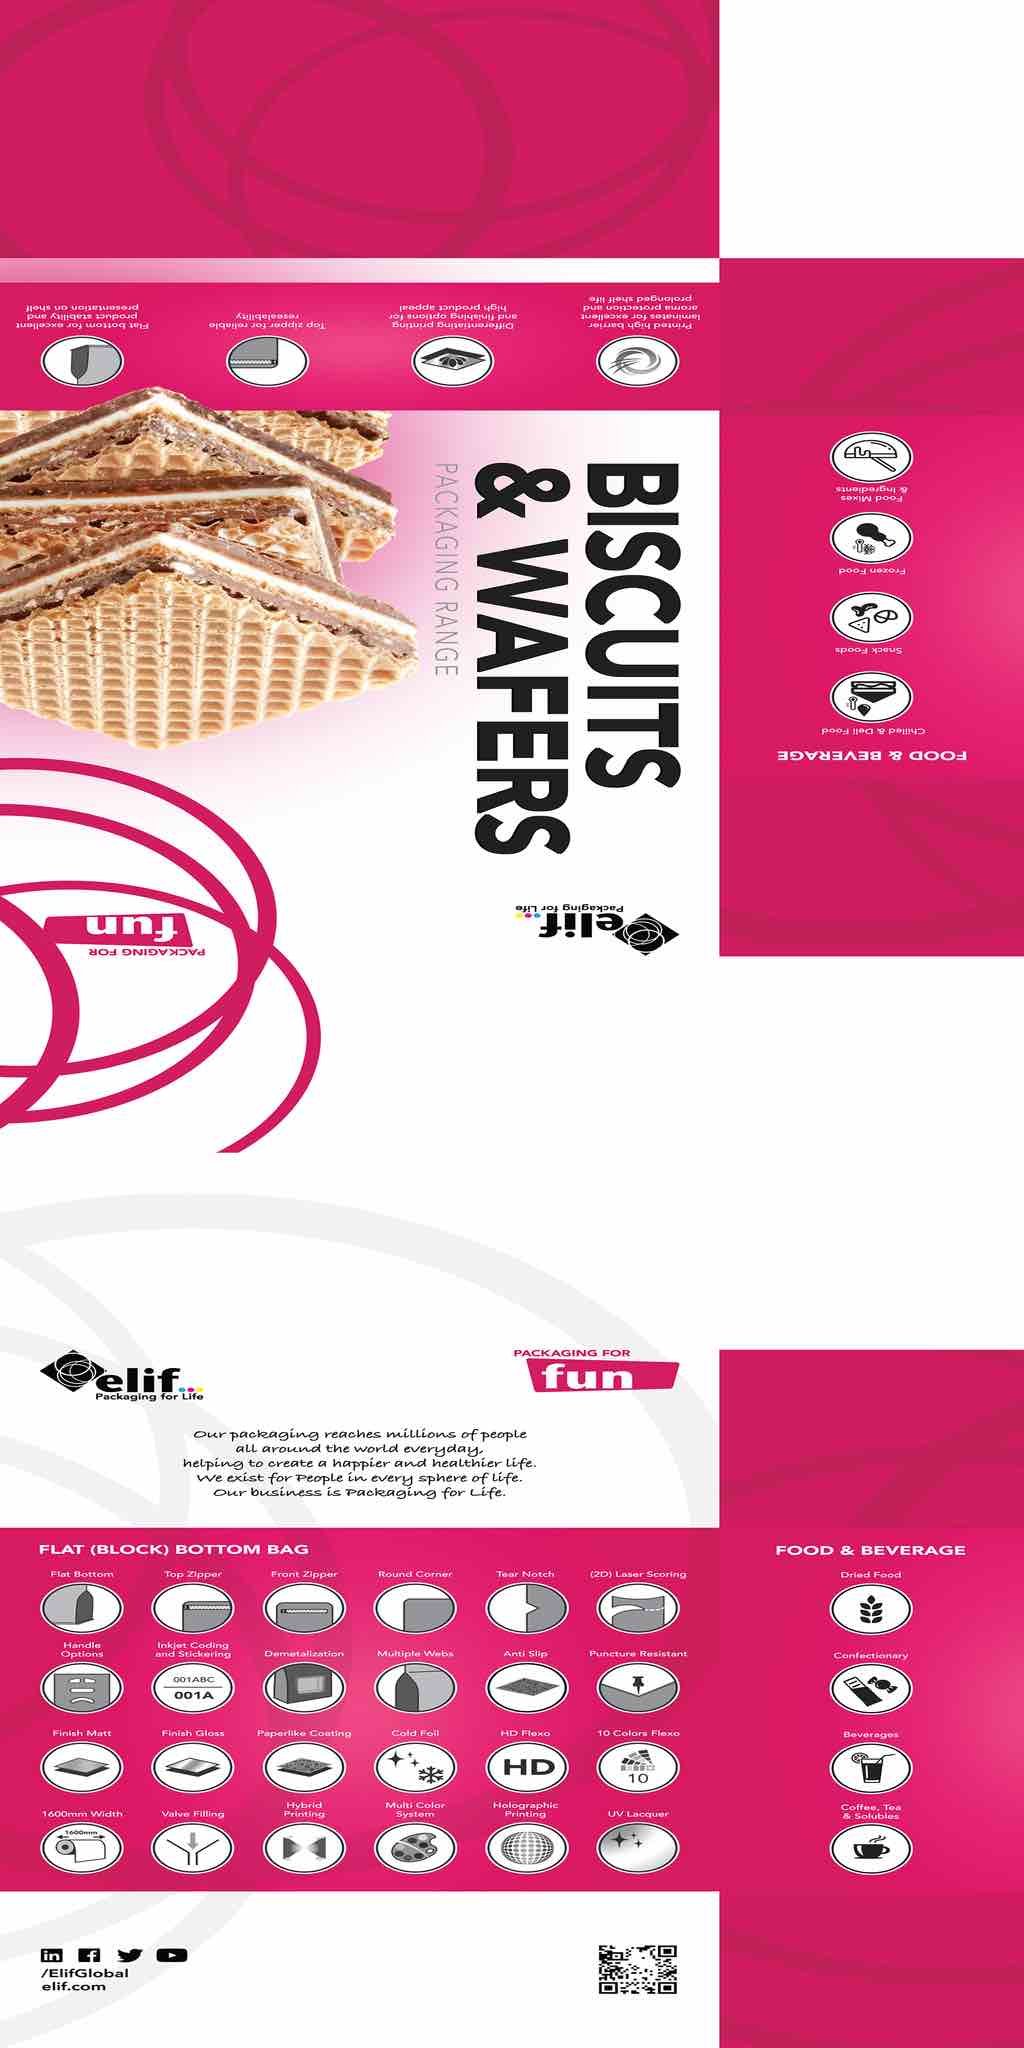 Printed high barrier
laminates for excellent
aroma protection and
prolonged shelf life
Differentiating printing
and finishing options for
high product appeal
Top zipper for reliable
resealability
Flat bottom for excellent
product stability and
presentation on shelf
BISCUITS
& WAFERS
PACKAGING RANGE
elif...
Packaging for Life
PACKAGING FOR
fun
FOOD & BEVERAGE
Chilled & Deli Food
Snack Foods
Frozen Food
Food Mixes
& Ingredients
elif...
Packaging for Life
PACKAGING FOR
fun
Our packaging reaches millions of people
all around the world everyday,
helping to create a happier and healthier life.
We exist for People in every sphere of life.
Our business is Packaging for Life.
FLAT (BLOCK) BOTTOM BAG
Flat Bottom
Top Zipper
Front Zipper
Round Corner
Tear Notch
(2D) Laser Scoring
Handle
Options
Inkjet Coding
and Stickering
001ABC
001A
Demetalization
Multiple Webs
Anti Slip
Puncture Resistant
Finish Matt
Finish Gloss
Paperlike Coating
Cold Foil
HD Flexo
HD
10 Colors Flexo
10
1600mm Width
1600mm
Valve Filling
Hybrid
Printing
Multi Color
System
Holographic
Printing
UV Lacquer
FOOD & BEVERAGE
Dried Food
Confectionary
Beverages
Coffee, Tea
& Solubles
in
/ElifGlobal
elif.com